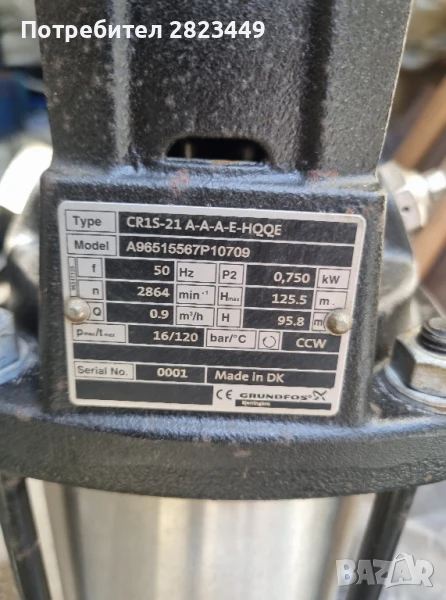 Потребител 2823449
Type CR1S-21 A-A-A-E-HQQE
Model A96515567P10709
f 50 Hz P2 0,750 kW
n 2864 min⁻¹ Hmax 125.5 m
Q 0.9 m³/h H 95.8 m
pmax/tmax 16/120 bar/°C CCW
Serial No. 0001 Made in DK
CE GRUNDFOS
Bjerringbro
BAZAR